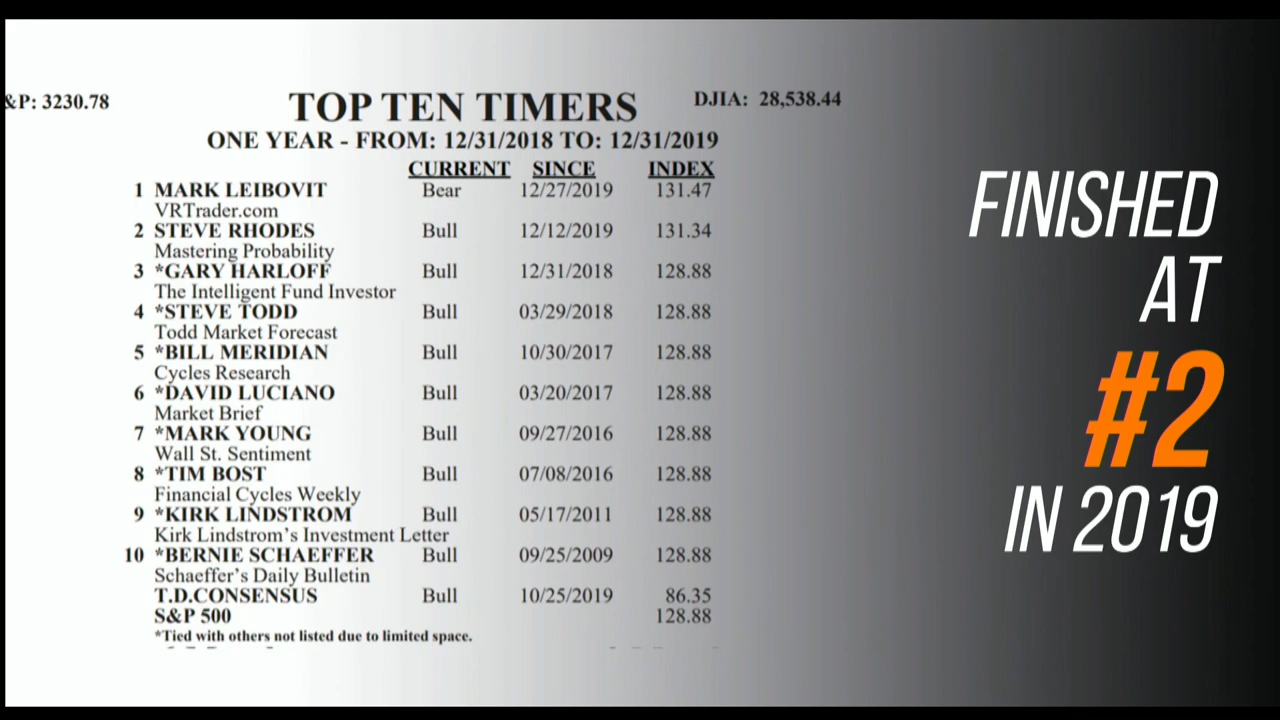 &P: 3230.78
TOP TEN TIMERS
DJIA: 28,538.44
ONE YEAR - FROM: 12/31/2018 TO: 12/31/2019
CURRENT SINCE INDEX
1 MARK LEIBOVIT Bear 12/27/2019 131.47
VRTrader.com
2 STEVE RHODES Bull 12/12/2019 131.34
Mastering Probability
3 *GARY HARLOFF Bull 12/31/2018 128.88
The Intelligent Fund Investor
4 *STEVE TODD Bull 03/29/2018 128.88
Todd Market Forecast
5 *BILL MERIDIAN Bull 10/30/2017 128.88
Cycles Research
6 *DAVID LUCIANO Bull 03/20/2017 128.88
Market Brief
7 *MARK YOUNG Bull 09/27/2016 128.88
Wall St. Sentiment
8 *TIM BOST Bull 07/08/2016 128.88
Financial Cycles Weekly
9 *KIRK LINDSTROM Bull 05/17/2011 128.88
Kirk Lindstrom's Investment Letter
10 *BERNIE SCHAEFFER Bull 09/25/2009 128.88
Schaeffer's Daily Bulletin
T.D.CONSENSUS Bull 10/25/2019 86.35
S&P 500 128.88
*Tied with others not listed due to limited space.
FINISHED
AT
#2
IN 2019